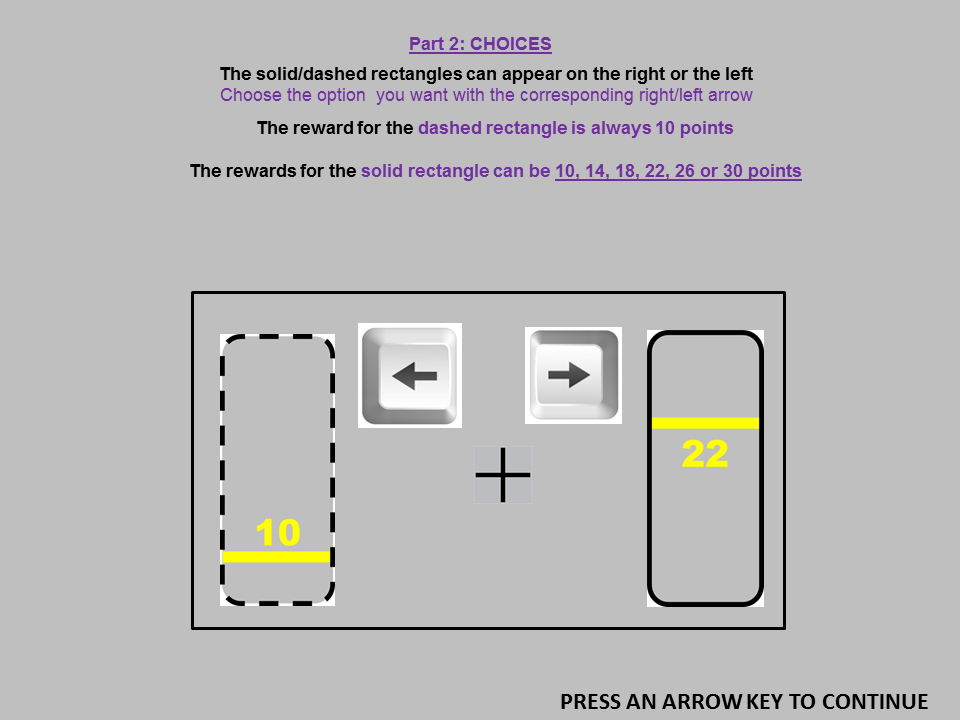 Part 2: CHOICES
The solid/dashed rectangles can appear on the right or the left
Choose the option  you want with the corresponding right/left arrow
The reward for the dashed rectangle is always 10 points
The rewards for the solid rectangle can be 10, 14, 18, 22, 26 or 30 points
22
10
PRESS AN ARROW KEY TO CONTINUE